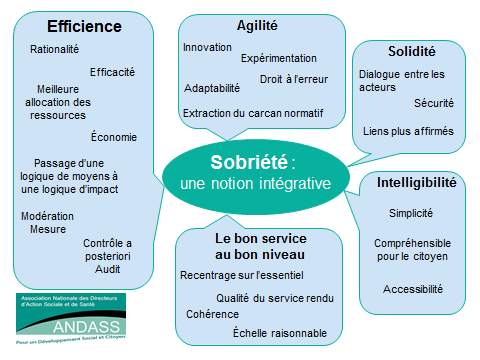 Efficience
Rationalité
Efficacité
Meilleure
allocation des
ressources
Économie
Passage d'une
logique de moyens à
à une logique d'impact
Modération
Mesure
Contrôle a
posteriori
Audit
Agilité
Innovation
Expérimentation
Droit à l'erreur
Adaptabilité
Extraction du carcan normatif
Solidité
Dialogue entre les
acteurs
Sécurité
Liens plus affirmés
Sobriété :
une notion intégrative
Intelligibilité
Simplicité
Compréhensible
pour le citoyen
Accessibilité
Le bon service
au bon niveau
Recentrage sur l'essentiel
Qualité du service rendu
Cohérence
Échelle raisonnable
Association Nationale des Directeurs
d'Action Sociale et de Santé
ANDASS
Pour un Développement Social et Citoyen